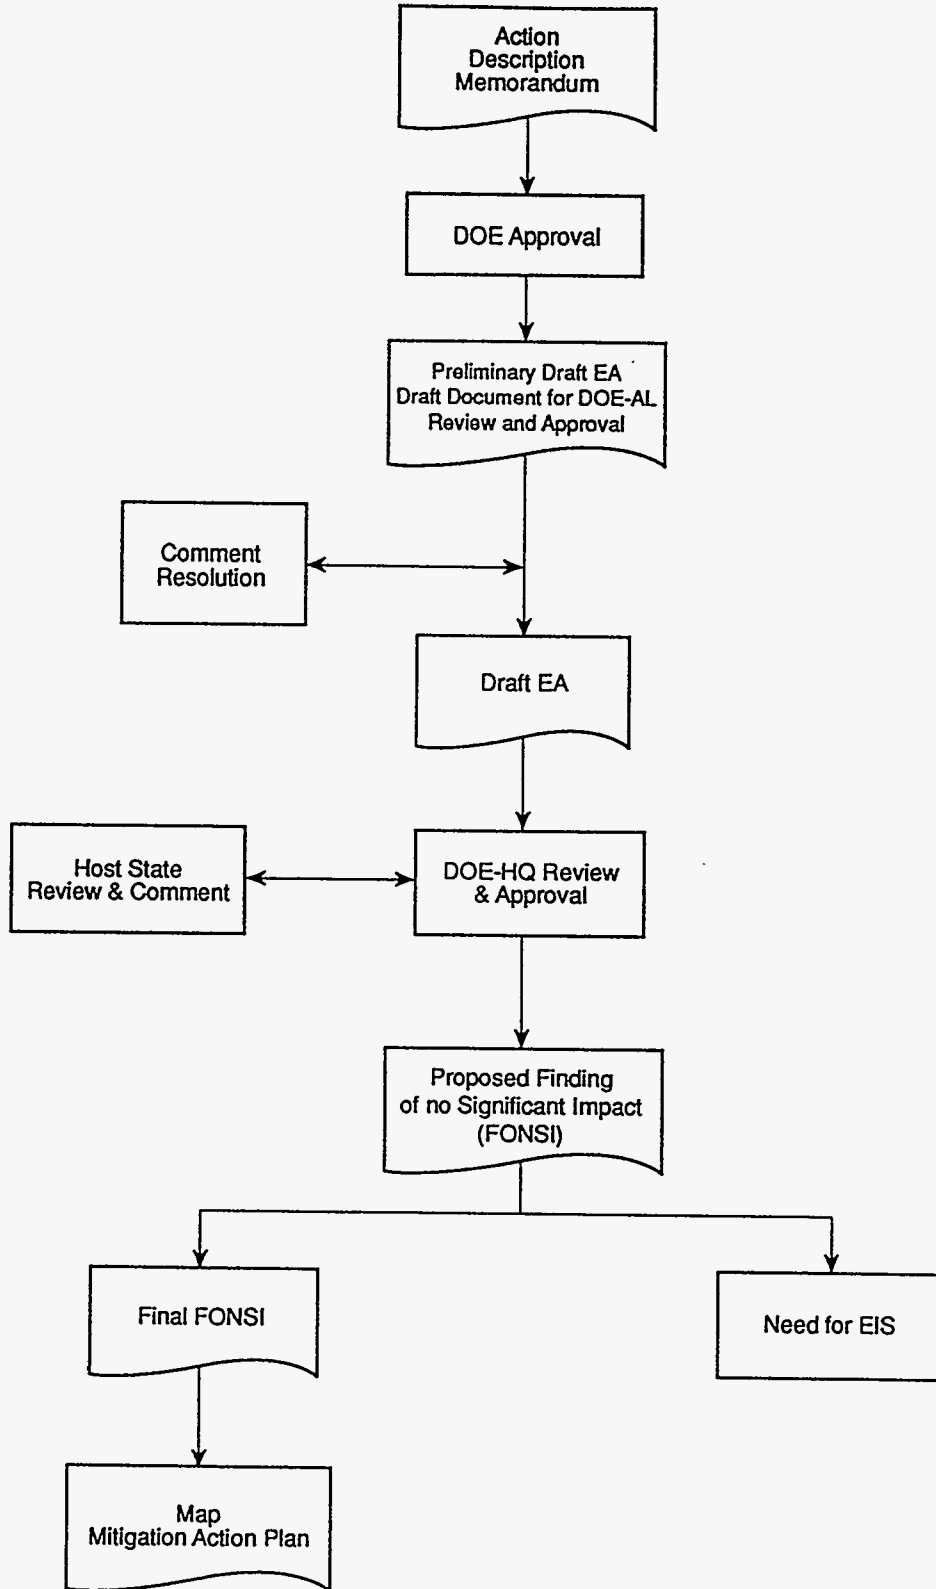 Action
Description
Memorandum
DOE Approval
Preliminary Draft EA
Draft Document for DOE-AL
Review and Approval
Comment
Resolution
Draft EA
Host State
Review & Comment
DOE-HQ Review
& Approval
Proposed Finding
of no Significant Impact
(FONSI)
Final FONSI
Need for EIS
Map
Mitigation Action Plan